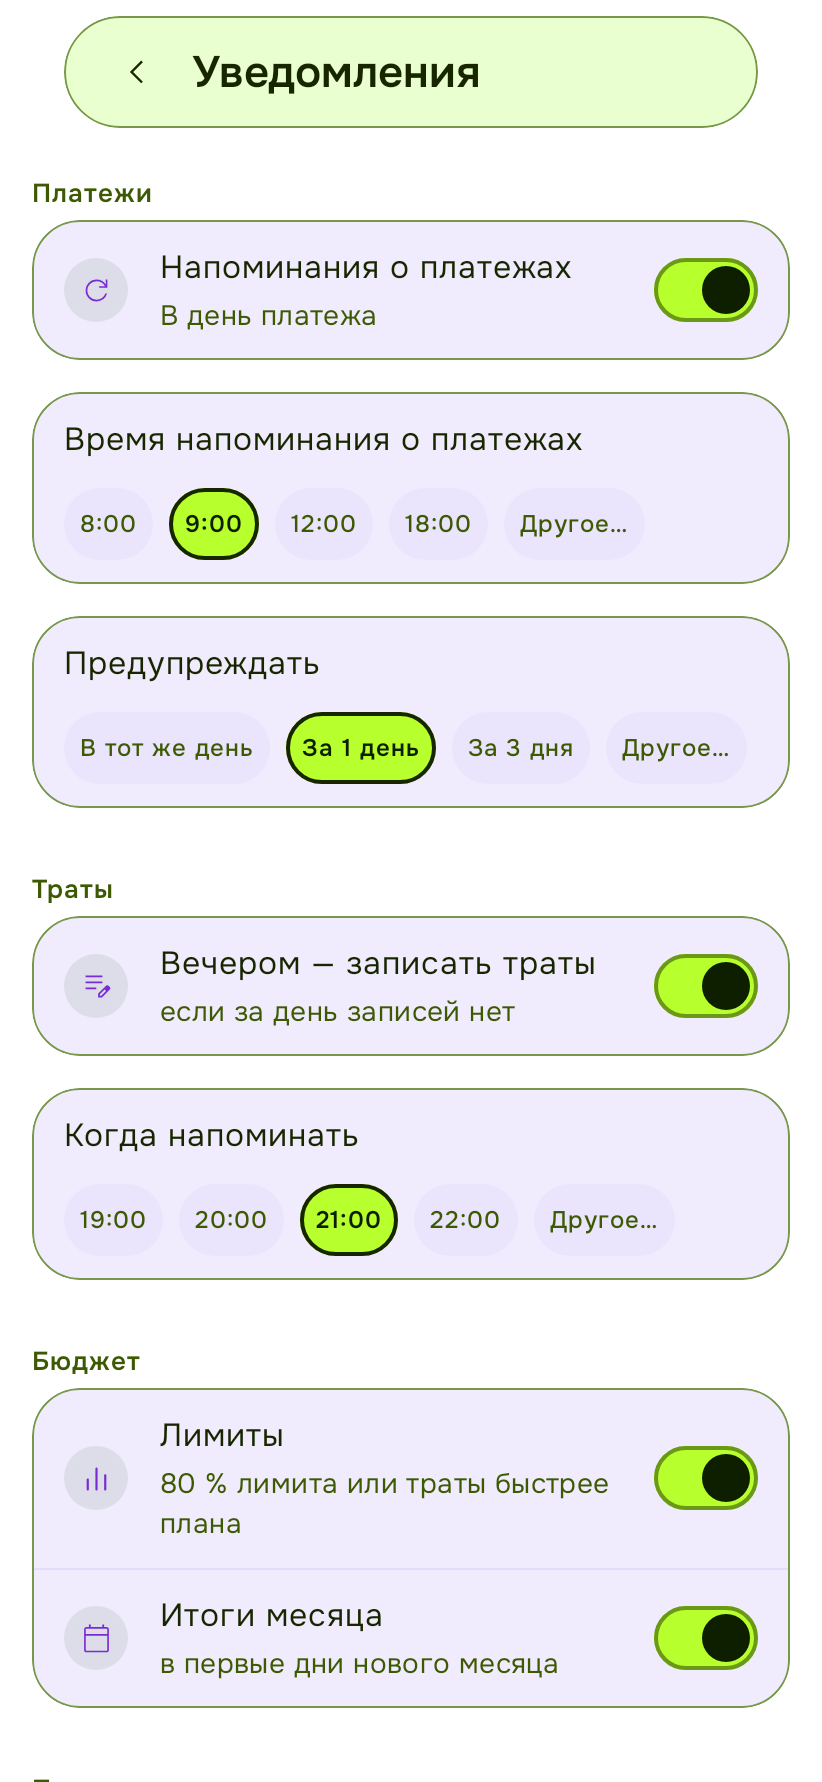 Уведомления
Платежи
Напоминания о платежах
В день платежа
Время напоминания о платежах
8:00 9:00 12:00 18:00 Другое...
Предупреждать
В тот же день За 1 день За 3 дня Другое...
Траты
Вечером — записать траты
если за день записей нет
Когда напоминать
19:00 20:00 21:00 22:00 Другое...
Бюджет
Лимиты
80 % лимита или траты быстрее
плана
Итоги месяца
в первые дни нового месяца